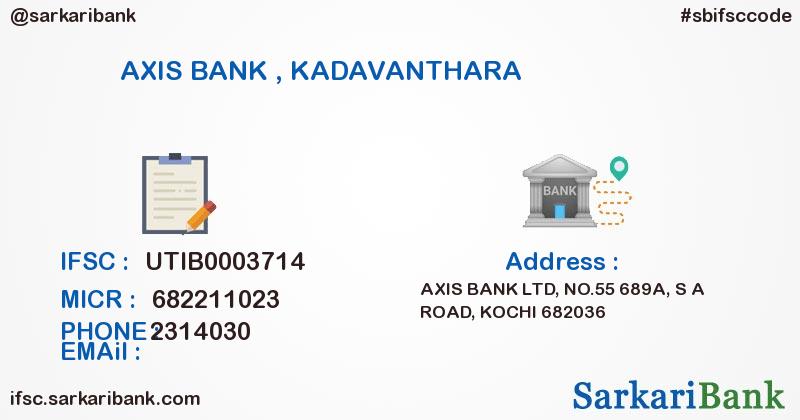 @sarkaribank
#sbifsccode
AXIS BANK , KADAVANTHARA
BANK
IFSC : UTIB0003714
MICR : 682211023
PHONE : 2314030
EMAil :
Address :
AXIS BANK LTD, NO.55 689A, S A
ROAD, KOCHI 682036
ifsc.sarkaribank.com
SarkariBank